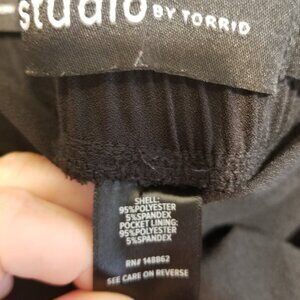 studio BY TORRID
SHELL:
95%POLYESTER
5%SPANDEX
POCKET LINING:
95%POLYESTER
5%SPANDEX
RN# 148862
SEE CARE ON REVERSE